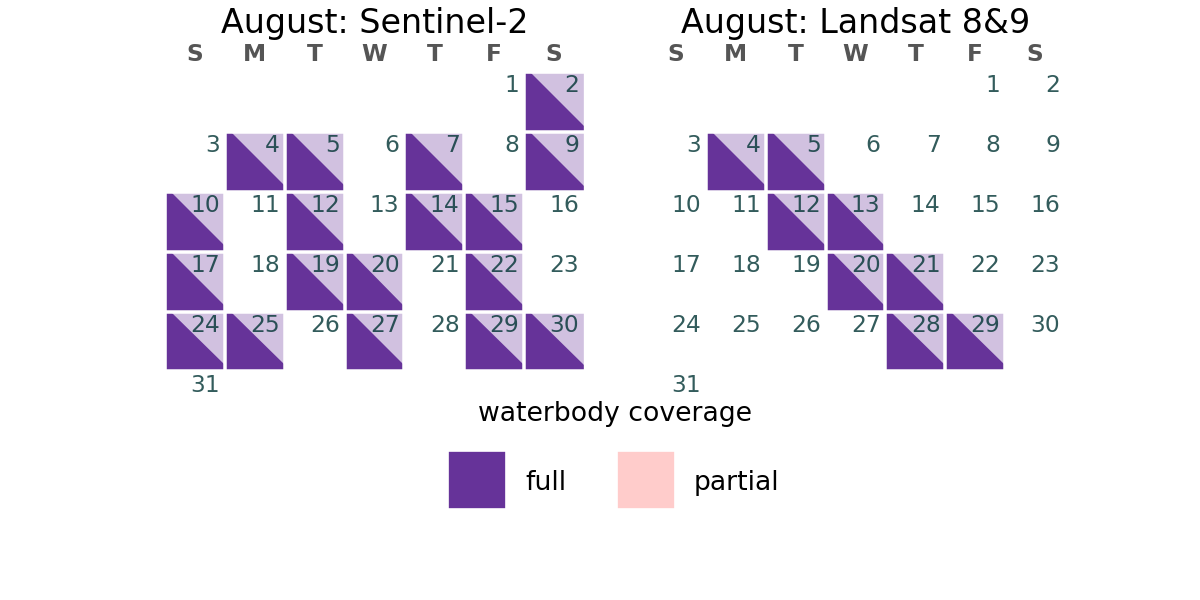 August: Sentinel-2
S M T W T F S
1 2
3 4 5 6 7 8 9
10 11 12 13 14 15 16
17 18 19 20 21 22 23
24 25 26 27 28 29 30
31
August: Landsat 8&9
S M T W T F S
1 2
3 4 5 6 7 8 9
10 11 12 13 14 15 16
17 18 19 20 21 22 23
24 25 26 27 28 29 30
31
waterbody coverage
full
partial